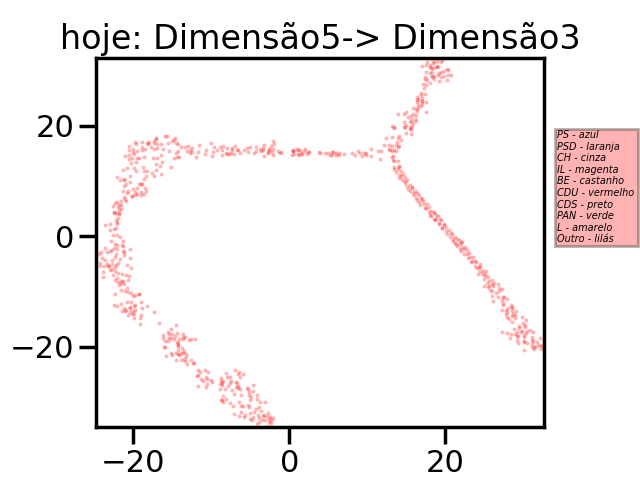 hoje: Dimensão5-> Dimensão3
20
0
−20
−20
0
20
PS - azul
PSD - laranja
CH - cinza
IL - magenta
BE - castanho
CDU - vermelho
CDS - preto
PAN - verde
L - amarelo
Outro - lilás